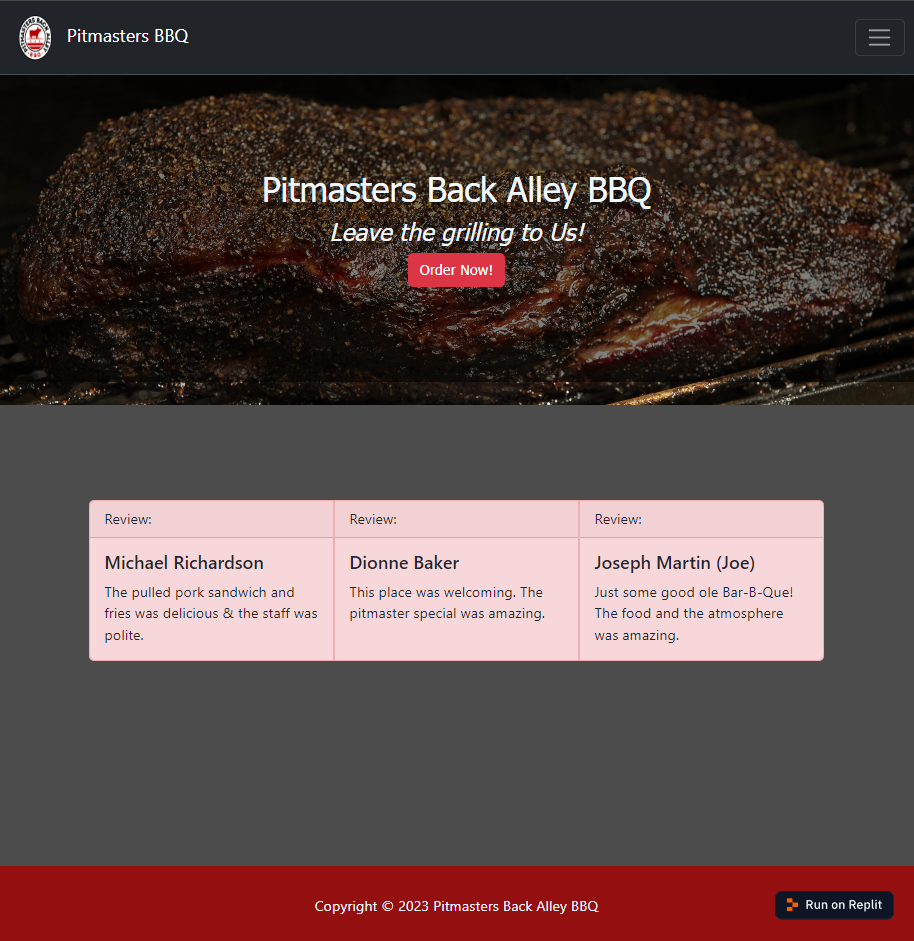 Pitmasters BBQ
Pitmasters Back Alley BBQ
Leave the grilling to Us!
Order Now!
Review:
Michael Richardson
The pulled pork sandwich and
fries was delicious & the staff was
polite.
Review:
Dionne Baker
This place was welcoming. The
pitmaster special was amazing.
Review:
Joseph Martin (Joe)
Just some good ole Bar-B-Que!
The food and the atmosphere
was amazing.
Copyright © 2023 Pitmasters Back Alley BBQ
Run on Replit